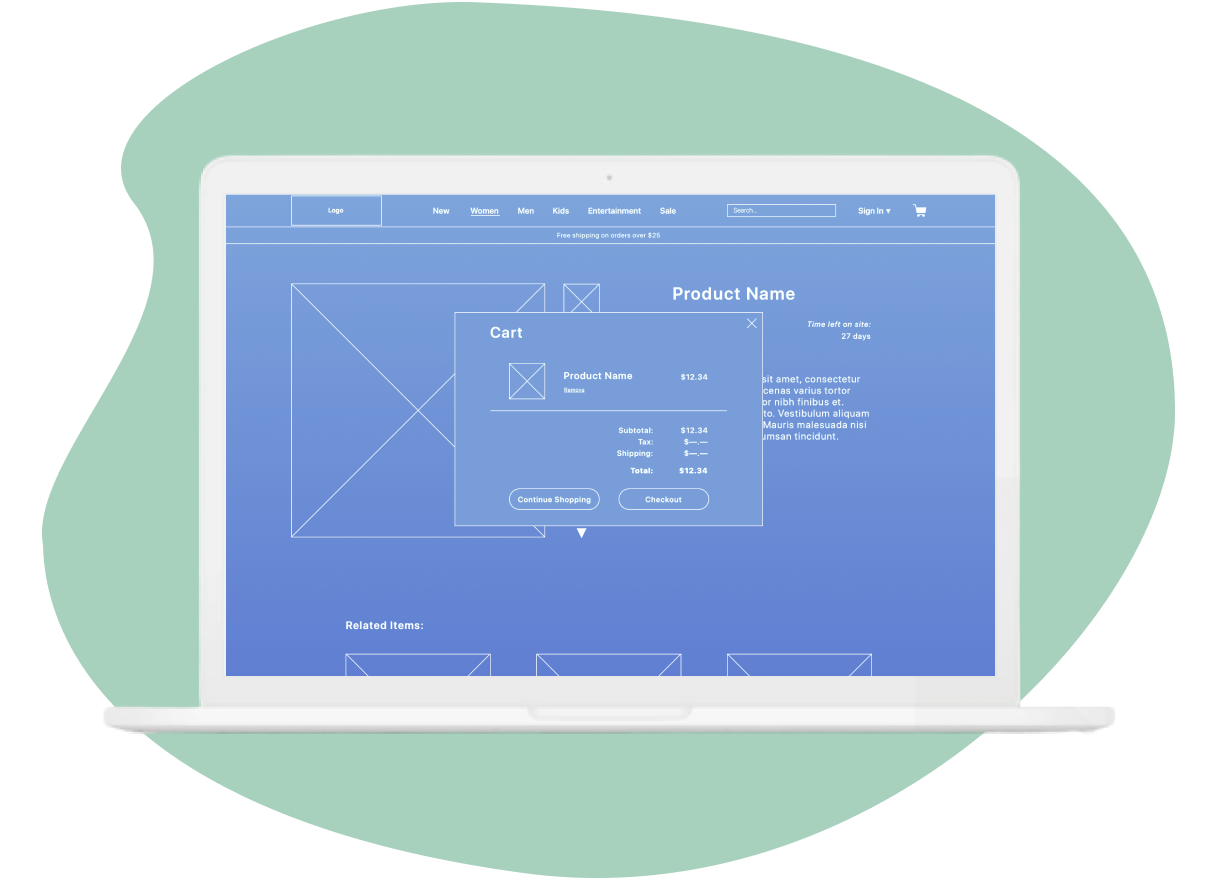 Logo
New Women Men Kids Entertainment Sale
Search..
Sign In ▾
Free shipping on orders over $25
Product Name
Time left on site:
27 days
sit amet, consectetur
cenas varius tortor
or nibh finibus et.
to. Vestibulum aliquam
Mauris malesuada nisi
umsan tincidunt.
Cart
Product Name $12.34
Remove
Subtotal: $12.34
Tax: $—.—
Shipping: $—.—
Total: $12.34
Continue Shopping
Checkout
Related Items: